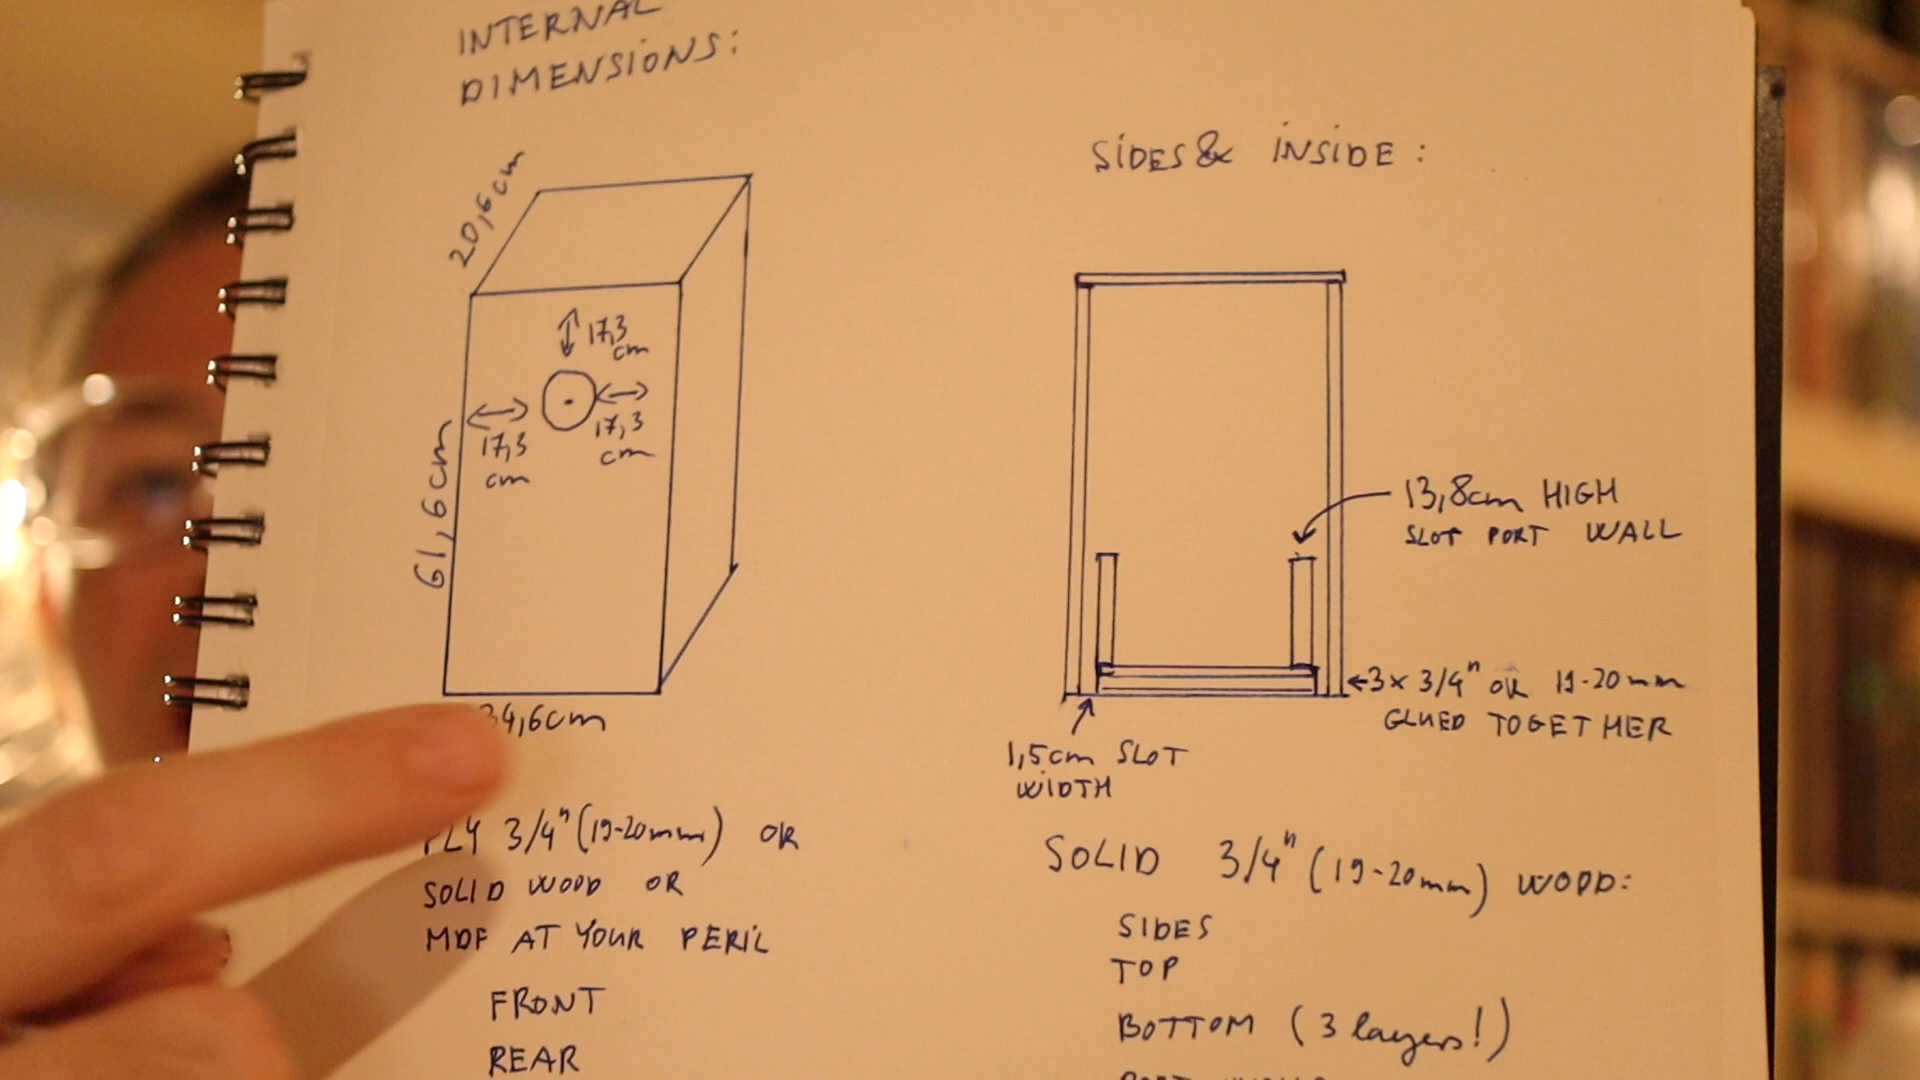 INTERNAL
DIMENSIONS:
20,6cm
17,3
cm
17,3
cm
17,3
cm
61,6cm
34,6cm
PLY 3/4" (19-20mm) OR
SOLID WOOD OR
MDF AT YOUR PERIL
FRONT
REAR
SIDES & INSIDE:
13,8cm HIGH
SLOT PORT WALL
3x 3/4" OR 19-20mm
GLUED TOGETHER
1,5cm SLOT
WIDTH
SOLID 3/4" (19-20mm) WOOD:
SIDES
TOP
BOTTOM (3 layers!)